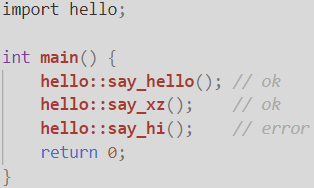 import hello;
int main() {
hello::say_hello(); // ok
hello::say_xz(); // ok
hello::say_hi(); // error
return 0;
}